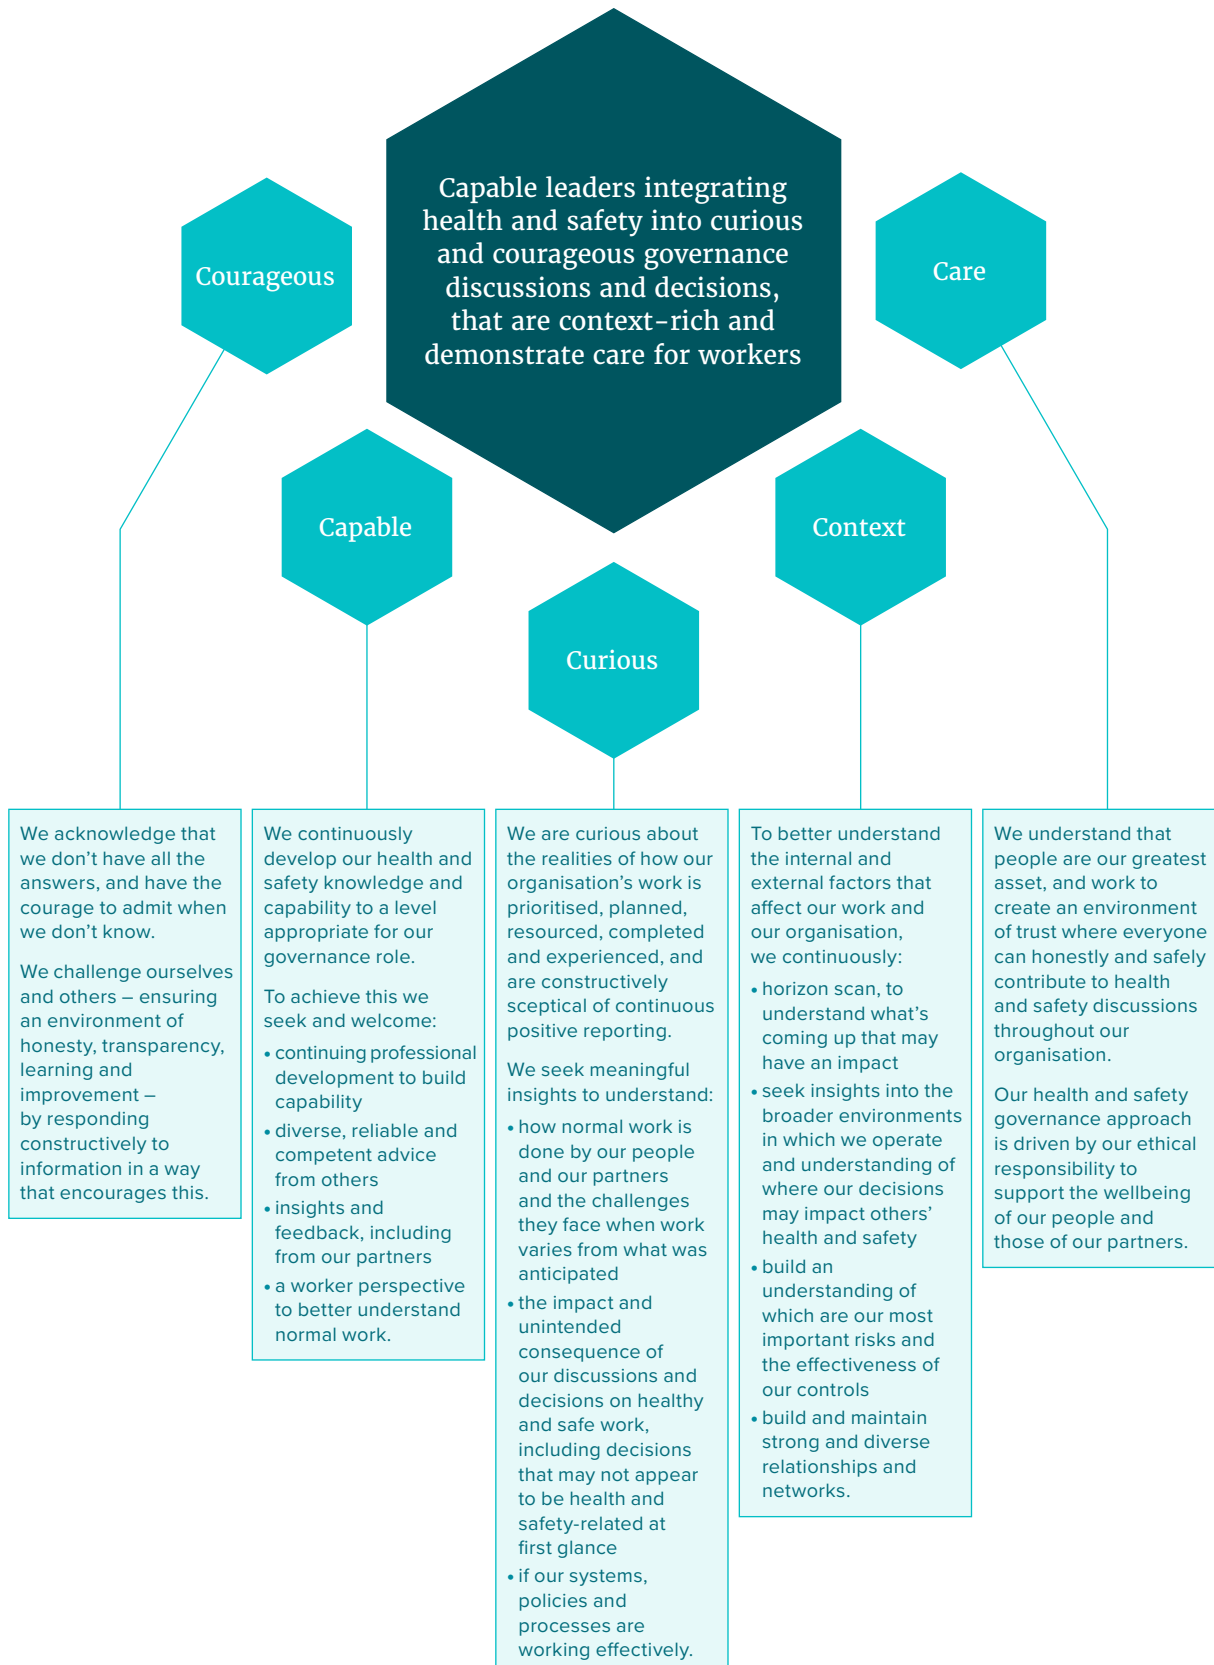 Capable leaders integrating
health and safety into curious
and courageous governance
discussions and decisions,
that are context-rich and
demonstrate care for workers
Courageous
Care
Capable
Context
Curious
We acknowledge that
we don't have all the
answers, and have the
courage to admit when
we don't know.
We challenge ourselves
and others – ensuring
an environment of
honesty, transparency,
learning and
improvement –
by responding
constructively to
information in a way
that encourages this.
We continuously
develop our health and
safety knowledge and
capability to a level
appropriate for our
governance role.
To achieve this we
seek and welcome:
• continuing professional
development to build
capability
• diverse, reliable and
competent advice
from others
• insights and
feedback, including
from our partners
• a worker perspective
to better understand
normal work.
We are curious about
the realities of how our
organisation's work is
prioritised, planned,
resourced, completed
and experienced, and
are constructively
sceptical of continuous
positive reporting.
We seek meaningful
insights to understand:
• how normal work is
done by our people
and our partners
and the challenges
they face when work
varies from what was
anticipated
• the impact and
unintended
consequence of
our discussions and
decisions on healthy
and safe work,
including decisions
that may not appear
to be health and
safety-related at
first glance
• if our systems,
policies and
processes are
working effectively.
To better understand
the internal and
external factors that
affect our work and
our organisation,
we continuously:
• horizon scan, to
understand what's
coming up that may
have an impact
• seek insights into the
broader environments
in which we operate
and understanding of
where our decisions
may impact others'
health and safety
• build an
understanding of
which are our most
important risks and
the effectiveness of
our controls
• build and maintain
strong and diverse
relationships and
networks.
We understand that
people are our greatest
asset, and work to
create an environment
of trust where everyone
can honestly and safely
contribute to health
and safety discussions
throughout our
organisation.
Our health and safety
governance approach
is driven by our ethical
responsibility to
support the wellbeing
of our people and
those of our partners.